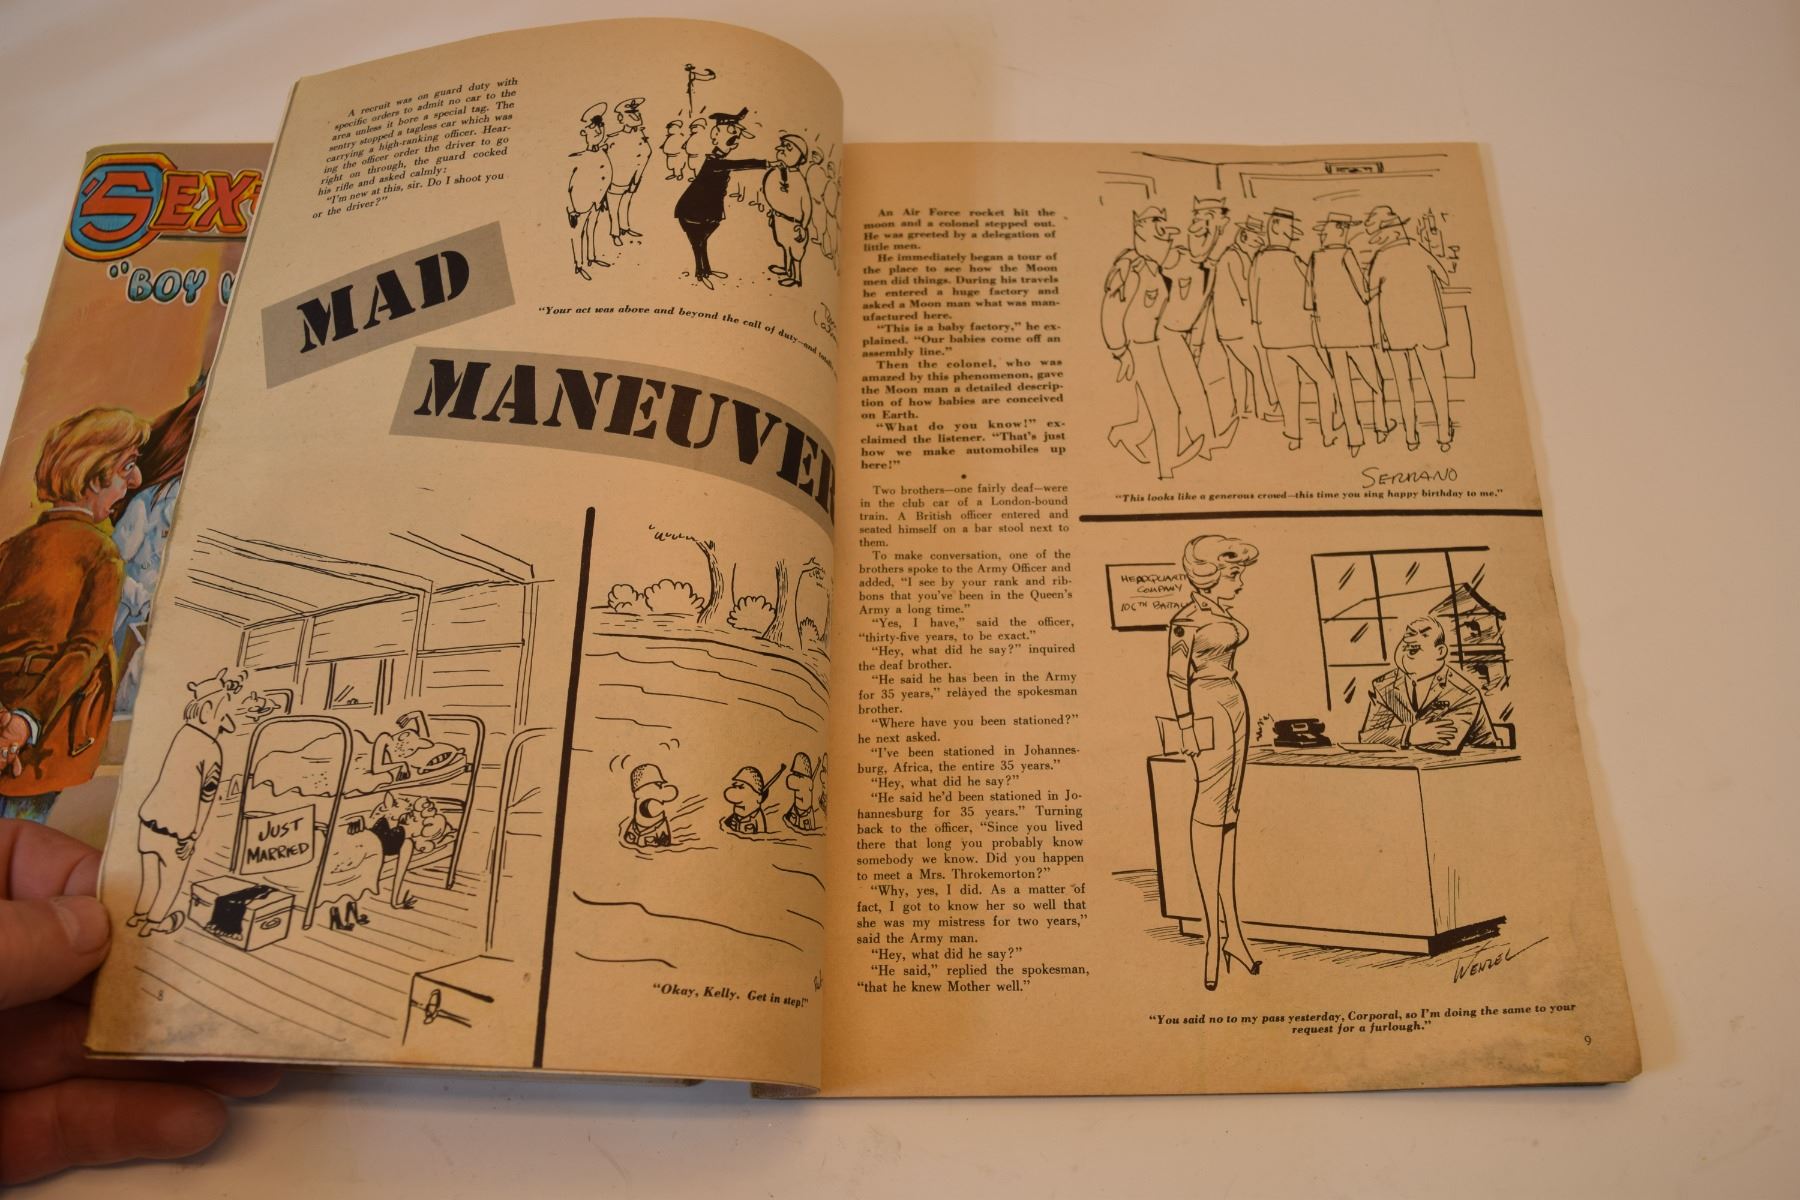 "SEX
"BOY
A recruit was on guard duty with
specific orders to admit no car to the
area unless it bore a special tag. The
sentry stopped a tagless car which was
carrying a high-ranking officer. Hear-
ing the officer order the driver to go
right on through, the guard cocked
his rifle and asked calmly:
"I'm new at this, sir. Do I shoot you
or the driver?"
"Your act was above and beyond the call of duty—and
MAD
MANEUVER
JUST
MARRIED
"Okay, Kelly. Get in step!"
8
An Air Force rocket hit the
moon and a colonel stepped out.
He was greeted by a delegation of
little men.
He immediately began a tour of
the place to see how the Moon
men did things. During his travels
he entered a huge factory and
asked a Moon man what was man-
ufactured here.
"This is a baby factory," he ex-
plained. "Our babies come off an
assembly line."
Then the colonel, who was
amazed by this phenomenon, gave
the Moon man a detailed descrip-
tion of how babies are conceived
on Earth.
"What do you know!" ex-
claimed the listener. "That's just
how we make automobiles up
here!"
•
Two brothers—one fairly deaf—were
in the club car of a London-bound
train. A British officer entered and
seated himself on a bar stool next to
them.
To make conversation, one of the
brothers spoke to the Army Officer and
added, "I see by your rank and rib-
bons that you've been in the Queen's
Army a long time."
"Yes, I have," said the officer,
"thirty-five years, to be exact."
"Hey, what did he say?" inquired
the deaf brother.
"He said he has been in the Army
for 35 years," relayed the spokesman
brother.
"Where have you been stationed?"
he next asked.
"I've been stationed in Johannes-
burg, Africa, the entire 35 years."
"Hey, what did he say?"
"He said he'd been stationed in Jo-
hannesburg for 35 years." Turning
back to the officer, "Since you lived
there that long you probably know
somebody we know. Did you happen
to meet a Mrs. Throkemorton?"
"Why, yes, I did. As a matter of
fact, I got to know her so well that
she was my mistress for two years,"
said the Army man.
"Hey, what did he say?"
"He said," replied the spokesman,
"that he knew Mother well."
SERRANO
"This looks like a generous crowd—this time you sing happy birthday to me."
HEADQUART
COMPANY
106TH BATTAL
WENZEL
"You said no to my pass yesterday, Corporal, so I'm doing the same to your
request for a furlough."
9